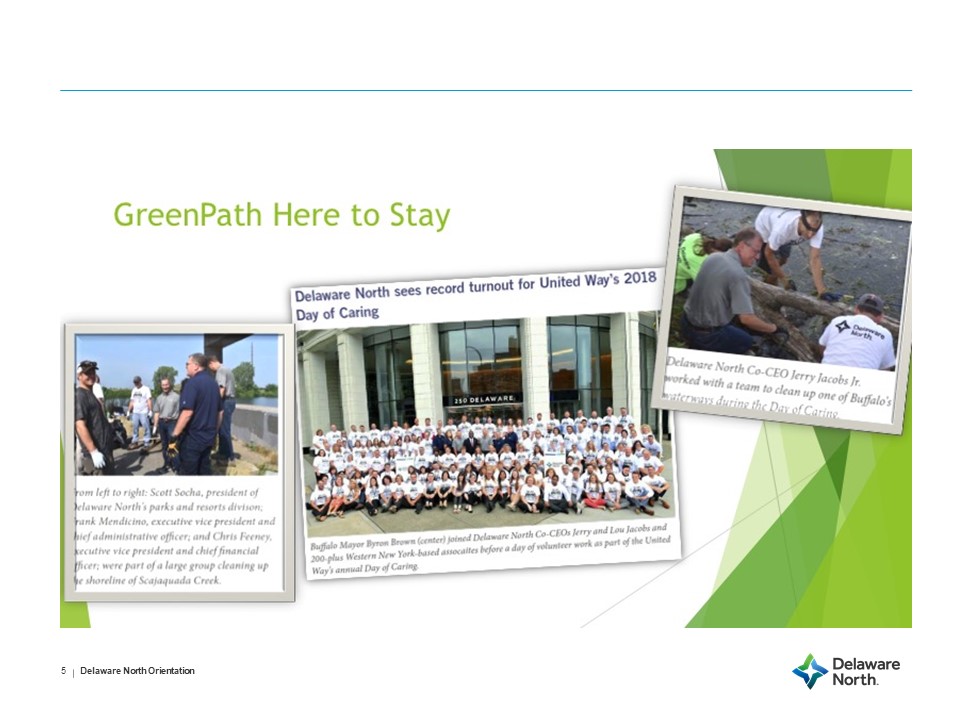 GreenPath Here to Stay
Delaware North sees record turnout for United Way's 2018
Day of Caring
250 DELAWARE
Buffalo Mayor Byron Brown (center) joined Delaware North Co-CEOs Jerry and Lou Jacobs and
200-plus Western New York-based assocaites before a day of volunteer work as part of the United
Way's annual Day of Caring.
rom left to right: Scott Socha, president of
elaware North's parks and resorts divison;
rank Mendicino, executive vice president and
hief administrative officer; and Chris Feeney,
xecutive vice president and chief financial
fficer; were part of a large group cleaning up
he shoreline of Scajaquada Creek.
Delaware
North
Delaware North Co-CEO Jerry Jacobs Jr.
worked with a team to clean up one of Buffalo's
waterways during the Day of Caring.
5 | Delaware North Orientation
Delaware
North.